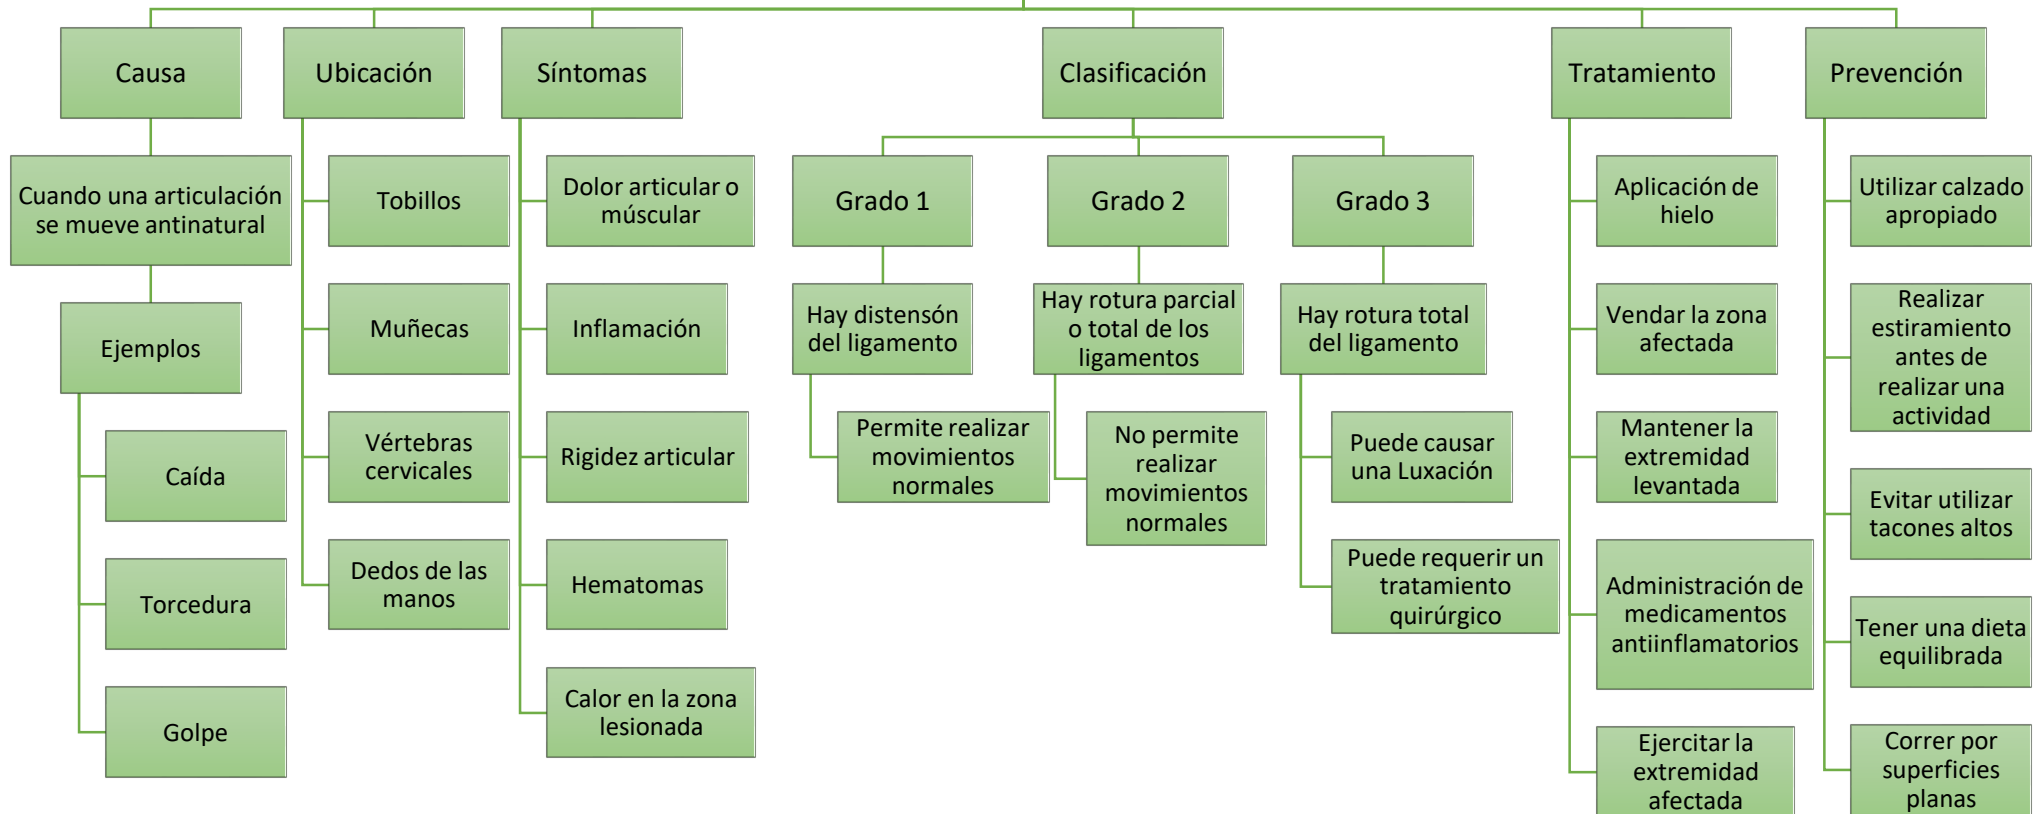 Causa
Cuando una articulación
se mueve antinatural
Ejemplos
Caída
Torcedura
Golpe
Ubicación
Tobillos
Muñecas
Vértebras
cervicales
Dedos de las
manos
Síntomas
Dolor articular o
múscular
Inflamación
Rigidez articular
Hematomas
Calor en la zona
lesionada
Clasificación
Grado 1
Hay distensón
del ligamento
Permite realizar
movimientos
normales
Grado 2
Hay rotura parcial
o total de los
ligamentos
No permite
realizar
movimientos
normales
Grado 3
Hay rotura total
del ligamento
Puede causar
una Luxación
Puede requerir un
tratamiento
quirúrgico
Tratamiento
Aplicación de
hielo
Vendar la zona
afectada
Mantener la
extremidad
levantada
Administración de
medicamentos
antiinflamatorios
Ejercitar la
extremidad
afectada
Prevención
Utilizar calzado
apropiado
Realizar
estiramiento
antes de
realizar una
actividad
Evitar utilizar
tacones altos
Tener una dieta
equilibrada
Correr por
superficies
planas